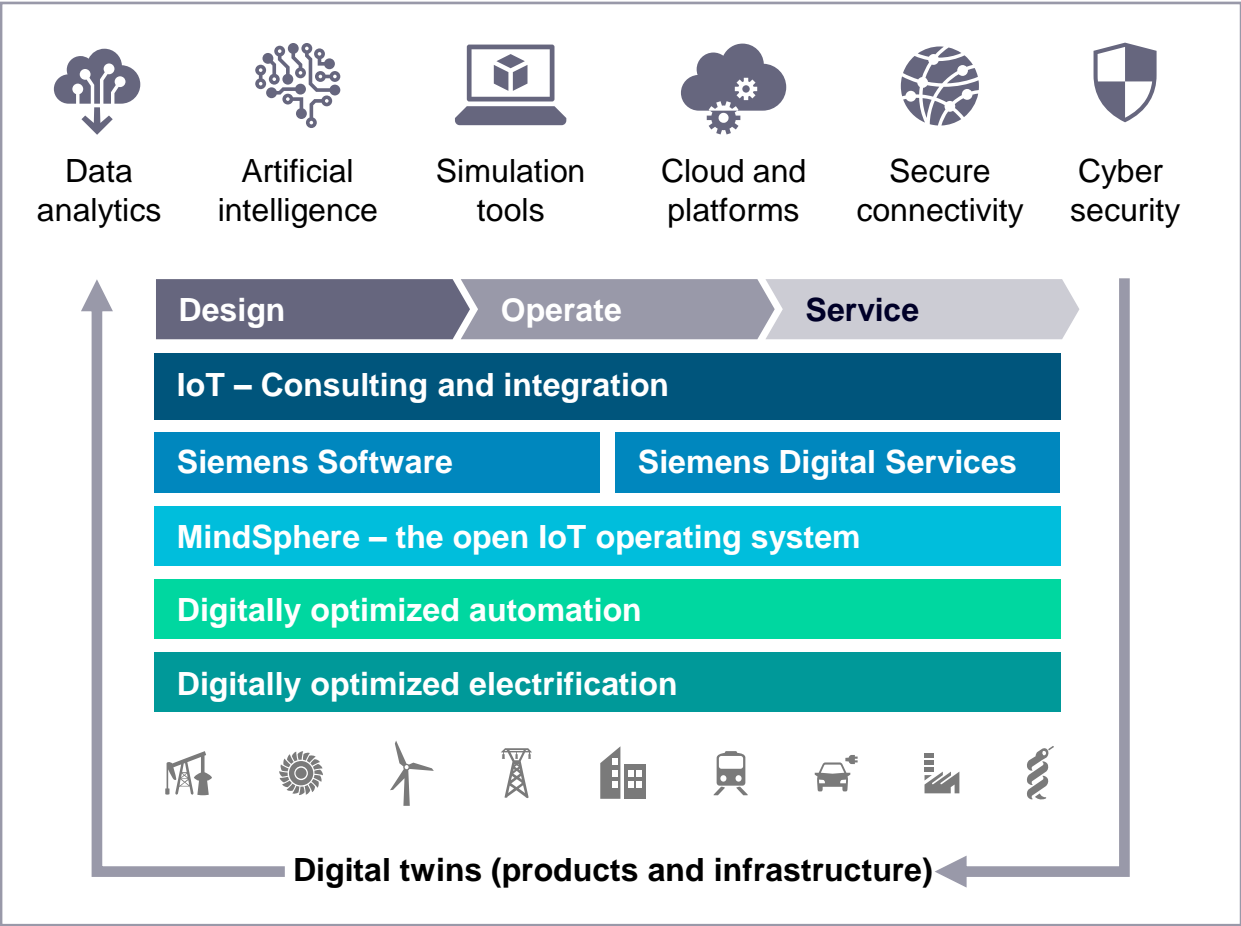 Data
analytics
Artificial
intelligence
Simulation
tools
Cloud and
platforms
Secure
connectivity
Cyber
security
Design
Operate
Service
IoT – Consulting and integration
Siemens Software
Siemens Digital Services
MindSphere – the open IoT operating system
Digitally optimized automation
Digitally optimized electrification
Digital twins (products and infrastructure)